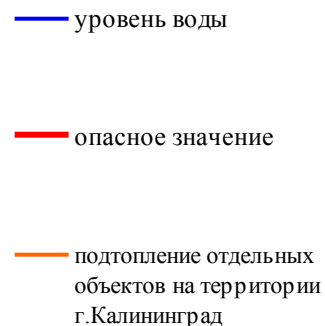 уровень воды
опасное значение
подтопление отдельных
объектов на территории
г.Калининград